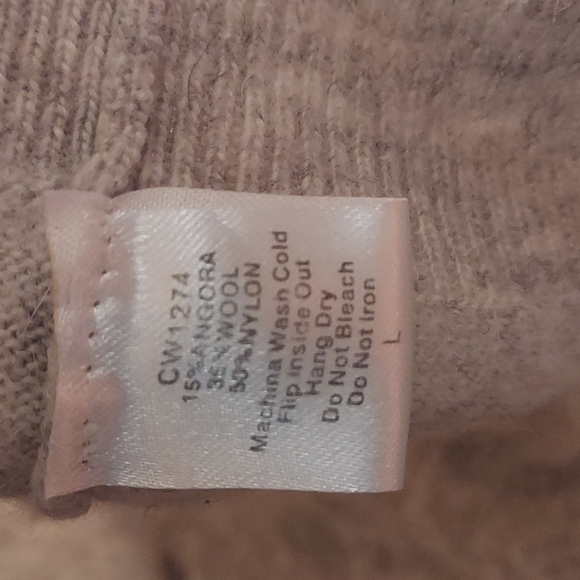 CW1274
15%ANGORA
35%WOOL
50%NYLON
Machina Wash Cold
Flip Inside Out
Hang Dry
Do Not Bleach
Do Not Iron
L